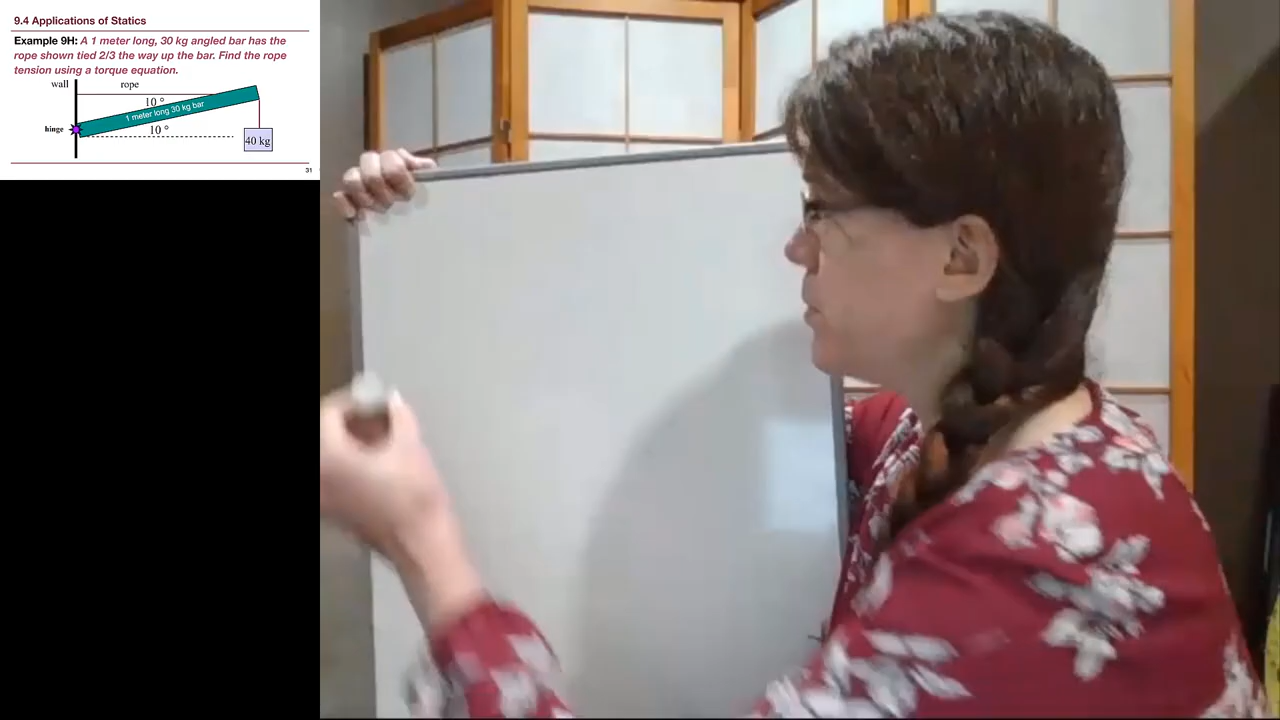 9.4 Applications of Statics
Example 9H: A 1 meter long, 30 kg angled bar has the
rope shown tied 2/3 the way up the bar. Find the rope
tension using a torque equation.
wall
rope
10 °
1 meter long 30 kg bar
hinge
10 °
40 kg
31